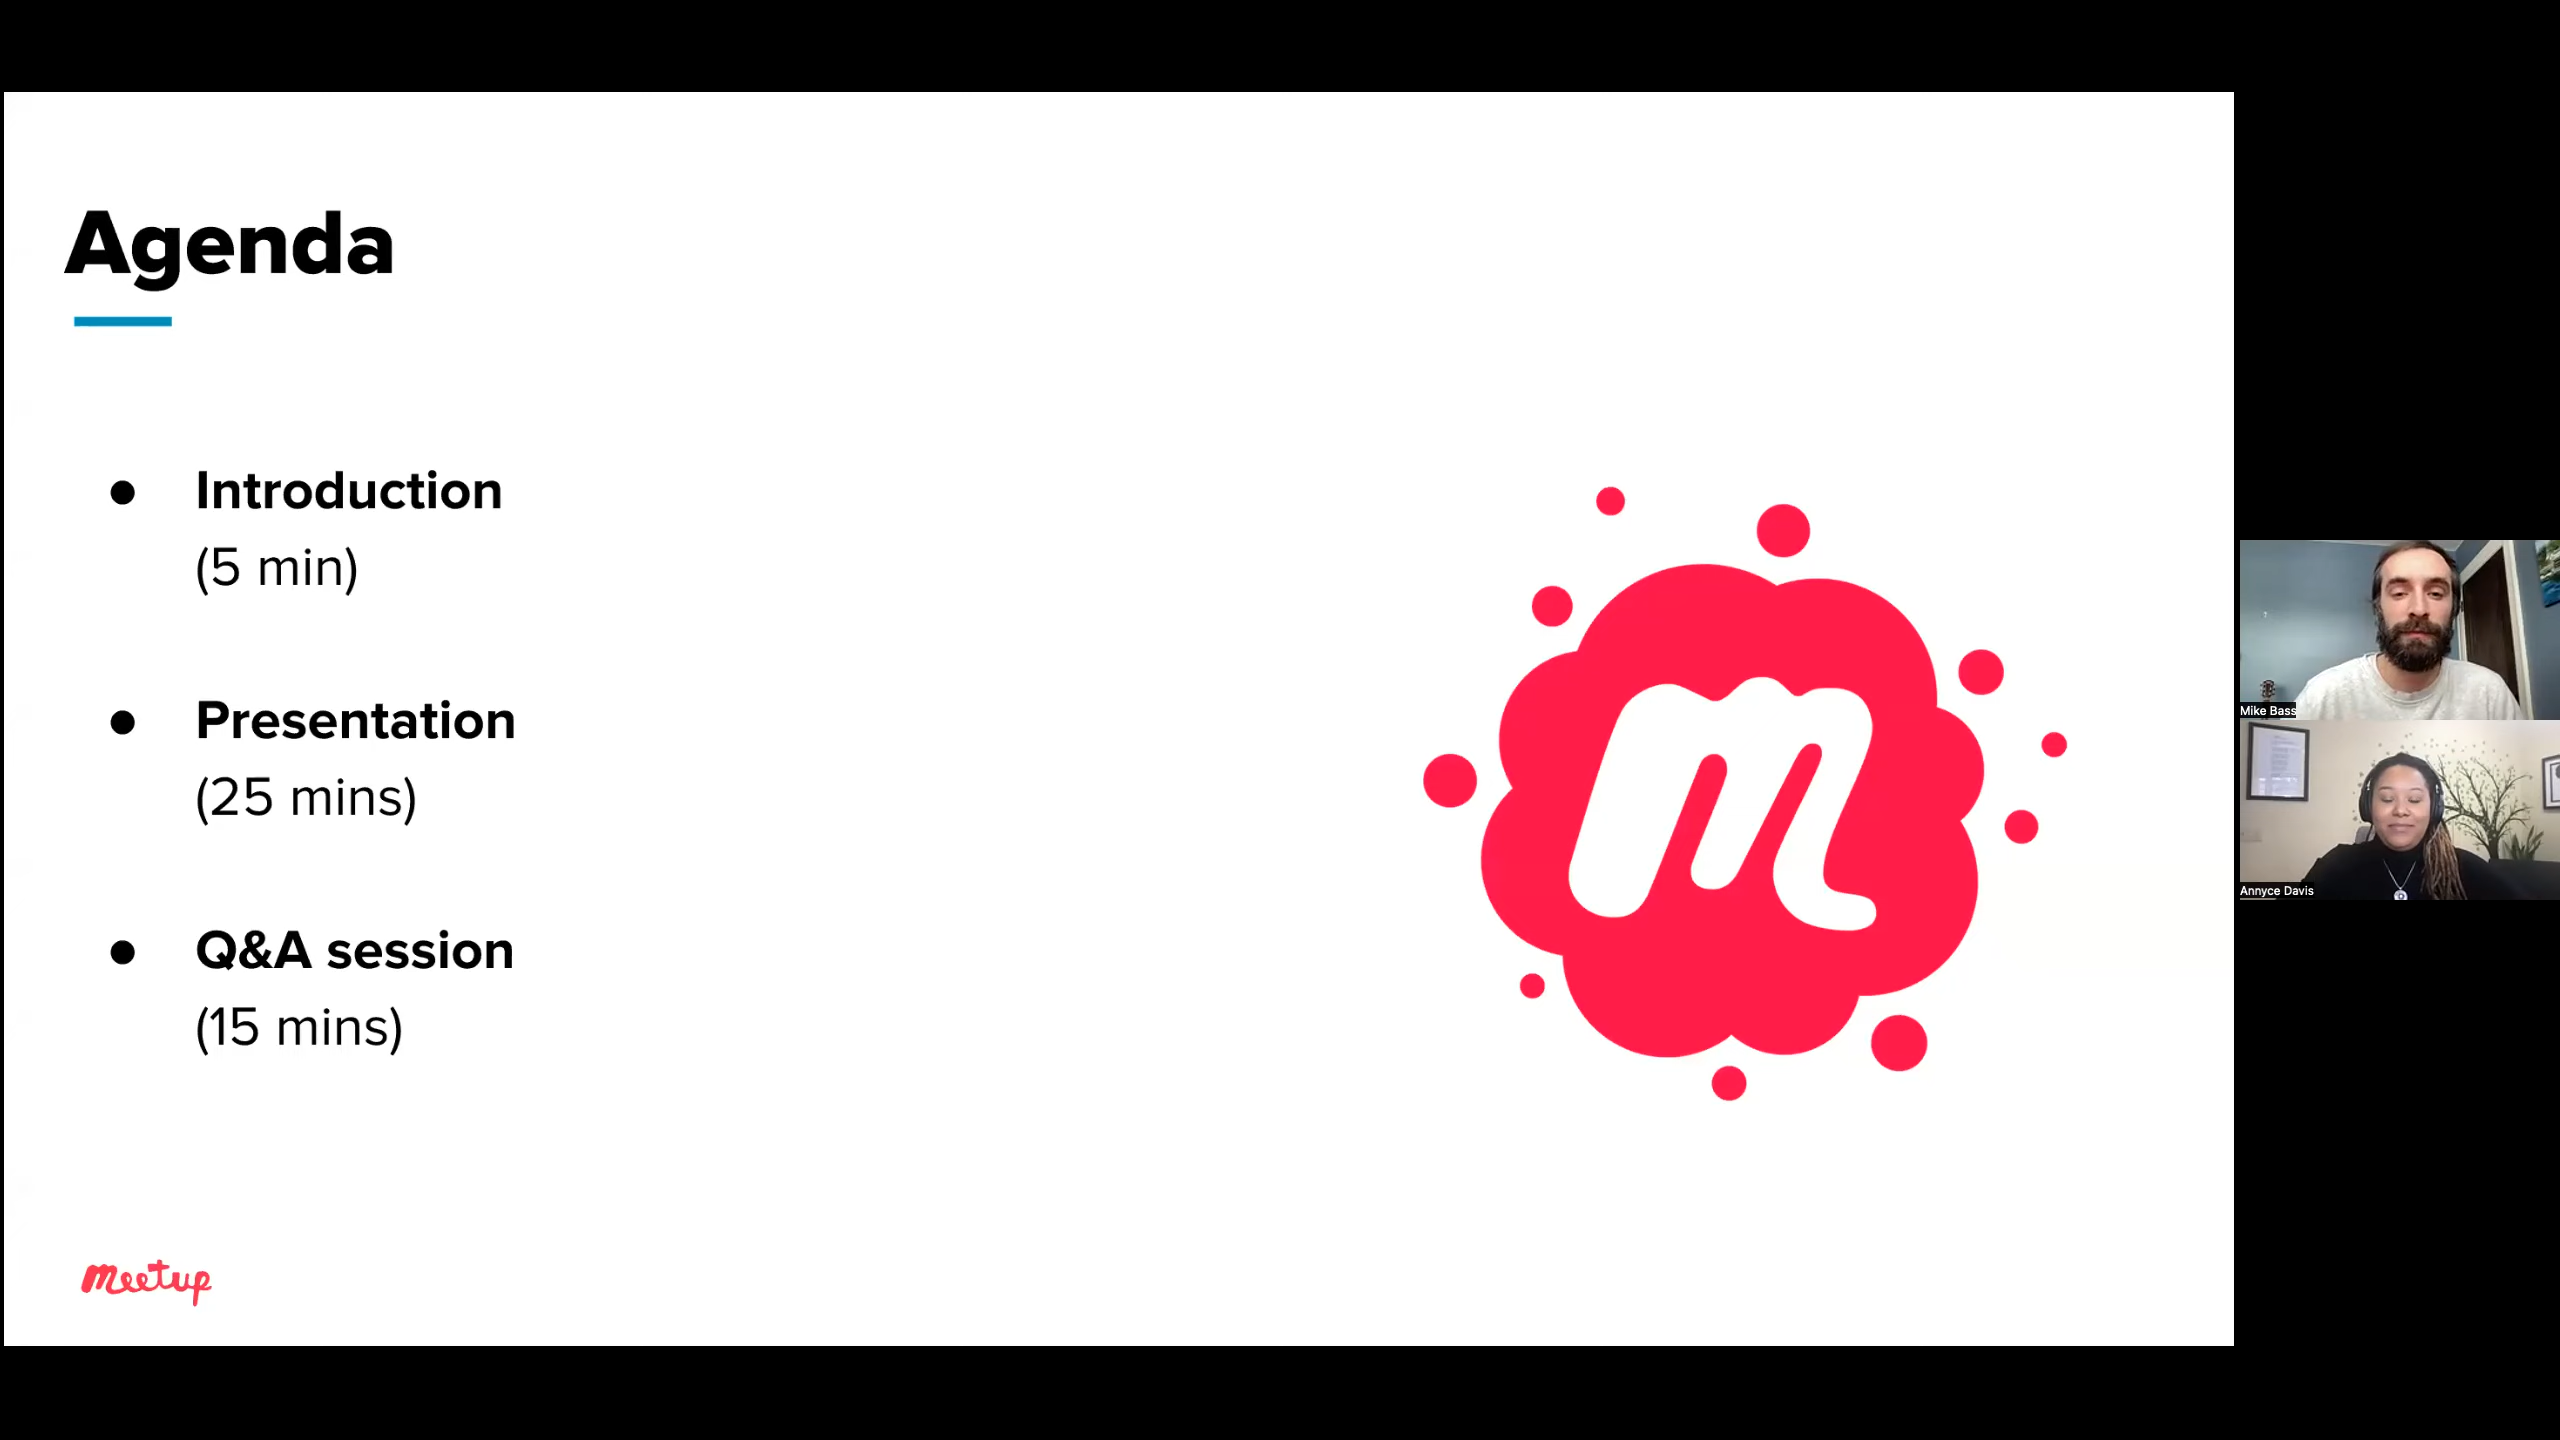 Agenda
● Introduction
(5 min)
● Presentation
(25 mins)
● Q&A session
(15 mins)
meetup
m
Mike Bass
Annyce Davis